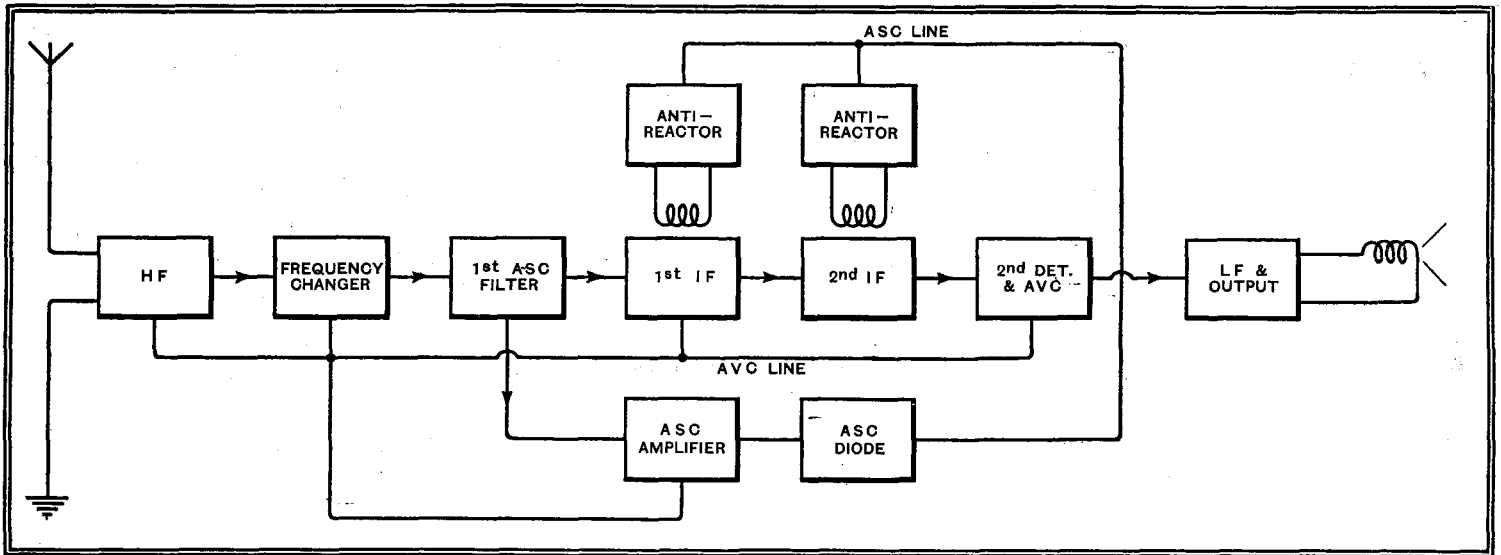 ASC LINE
ANTI-
REACTOR
ANTI-
REACTOR
HF
FREQUENCY
CHANGER
1st ASC
FILTER
1st IF
2nd IF
2nd DET.
& AVC
LF &
OUTPUT
AVC LINE
ASC
AMPLIFIER
ASC
DIODE